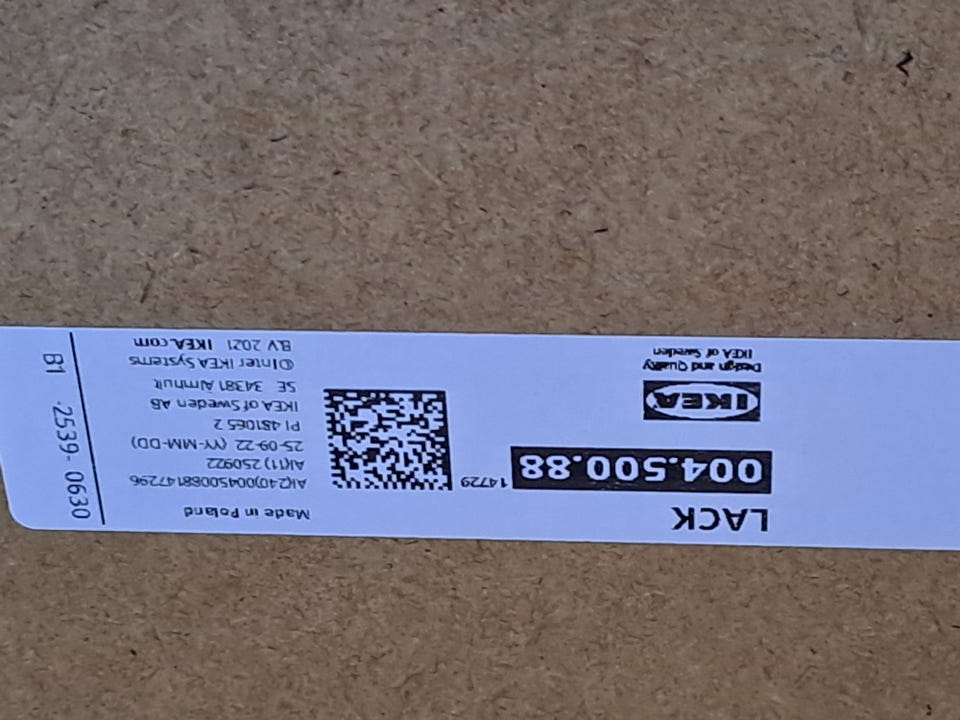 LACK
004.500.88
14729
IKEA
Design and Quality
IKEA of Sweden
Made in Poland
AI(240)00450088147296
AI(11) 250922
25-09-22 (YY-MM-DD)
PI 481065 2
IKEA of Sweden AB
SE 34381 Älmhult
©Inter IKEA Systems
B.V 2021 IKEA.com
B1 -2539- 0630